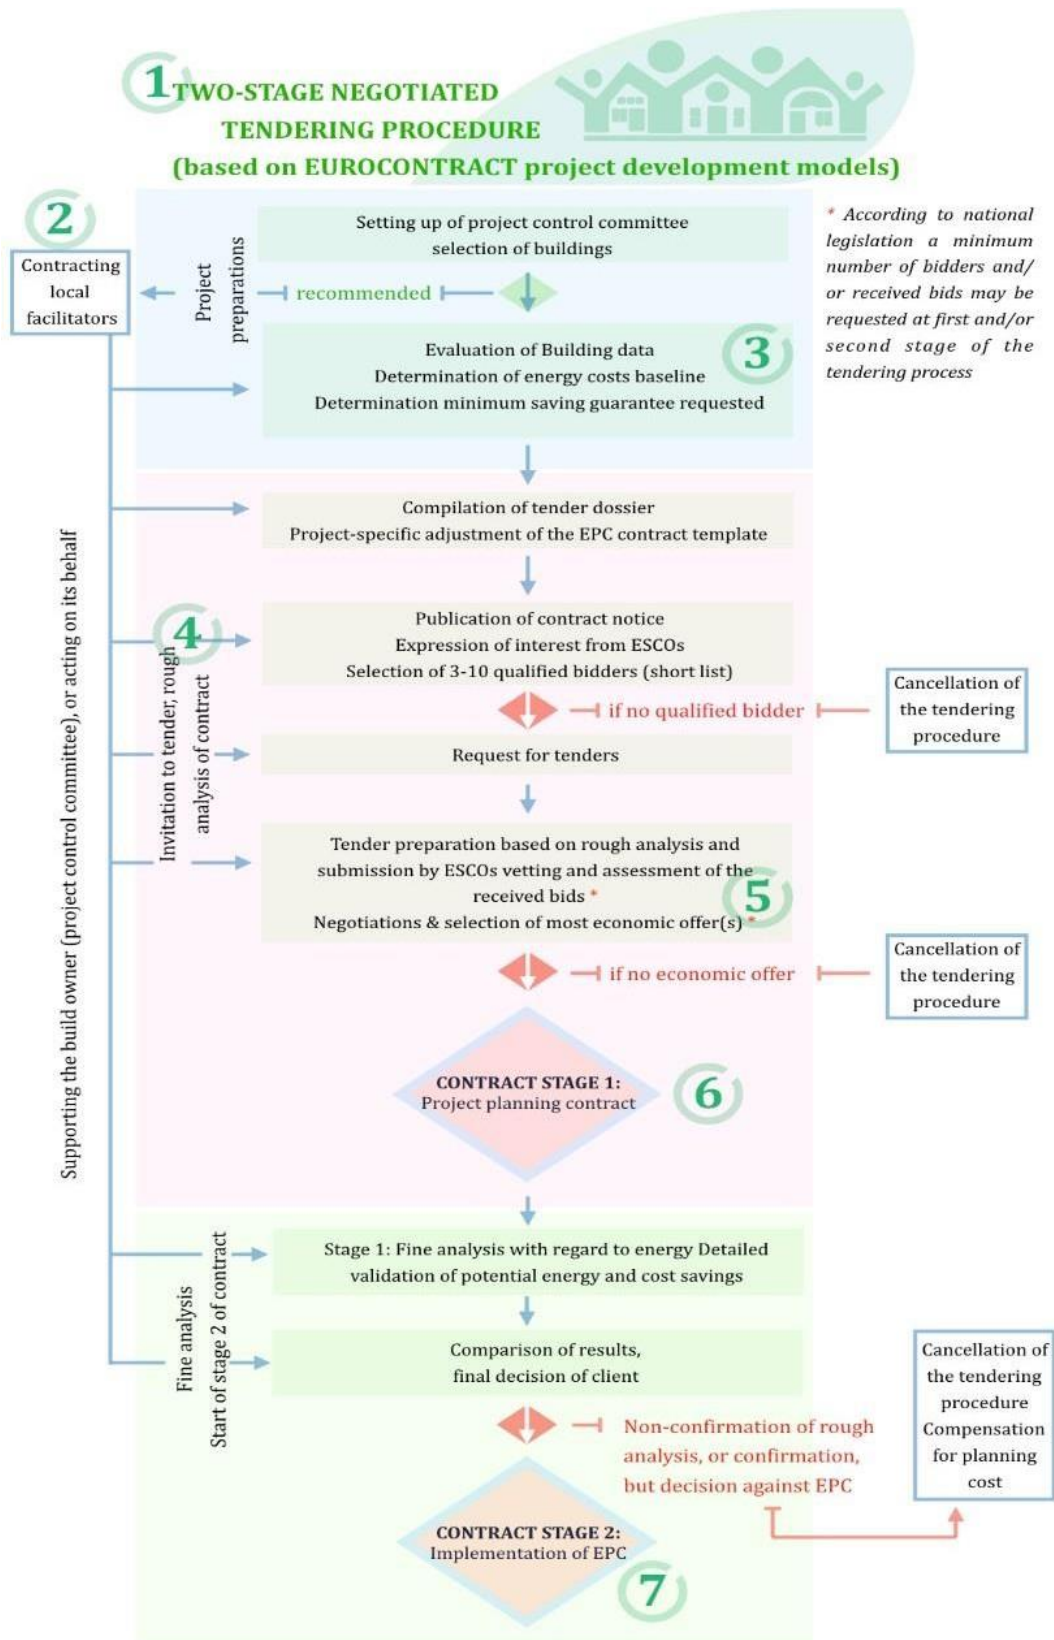 1 TWO-STAGE NEGOTIATED
TENDERING PROCEDURE
(based on EUROCONTRACT project development models)
2
Contracting
local
facilitators
Project
preparations
Setting up of project control committee
selection of buildings
recommended
* According to national
legislation a minimum
number of bidders and/
or received bids may be
requested at first and/or
second stage of the
tendering process
3
Evaluation of Building data
Determination of energy costs baseline
Determination minimum saving guarantee requested
Supporting the build owner (project control committee), or acting on its behalf
Compilation of tender dossier
Project-specific adjustment of the EPC contract template
4
Invitation to tender, rough
analysis of contract
Publication of contract notice
Expression of interest from ESCOs
Selection of 3-10 qualified bidders (short list)
if no qualified bidder
Cancellation of
the tendering
procedure
Request for tenders
Tender preparation based on rough analysis and
submission by ESCOs vetting and assessment of the
received bids *
Negotiations & selection of most economic offer(s) *
5
if no economic offer
Cancellation of
the tendering
procedure
CONTRACT STAGE 1:
Project planning contract
6
Fine analysis
Start of stage 2 of contract
Stage 1: Fine analysis with regard to energy Detailed
validation of potential energy and cost savings
Comparison of results,
final decision of client
Non-confirmation of rough
analysis, or confirmation,
but decision against EPC
Cancellation of
the tendering
procedure
Compensation
for planning
cost
CONTRACT STAGE 2:
Implementation of EPC
7